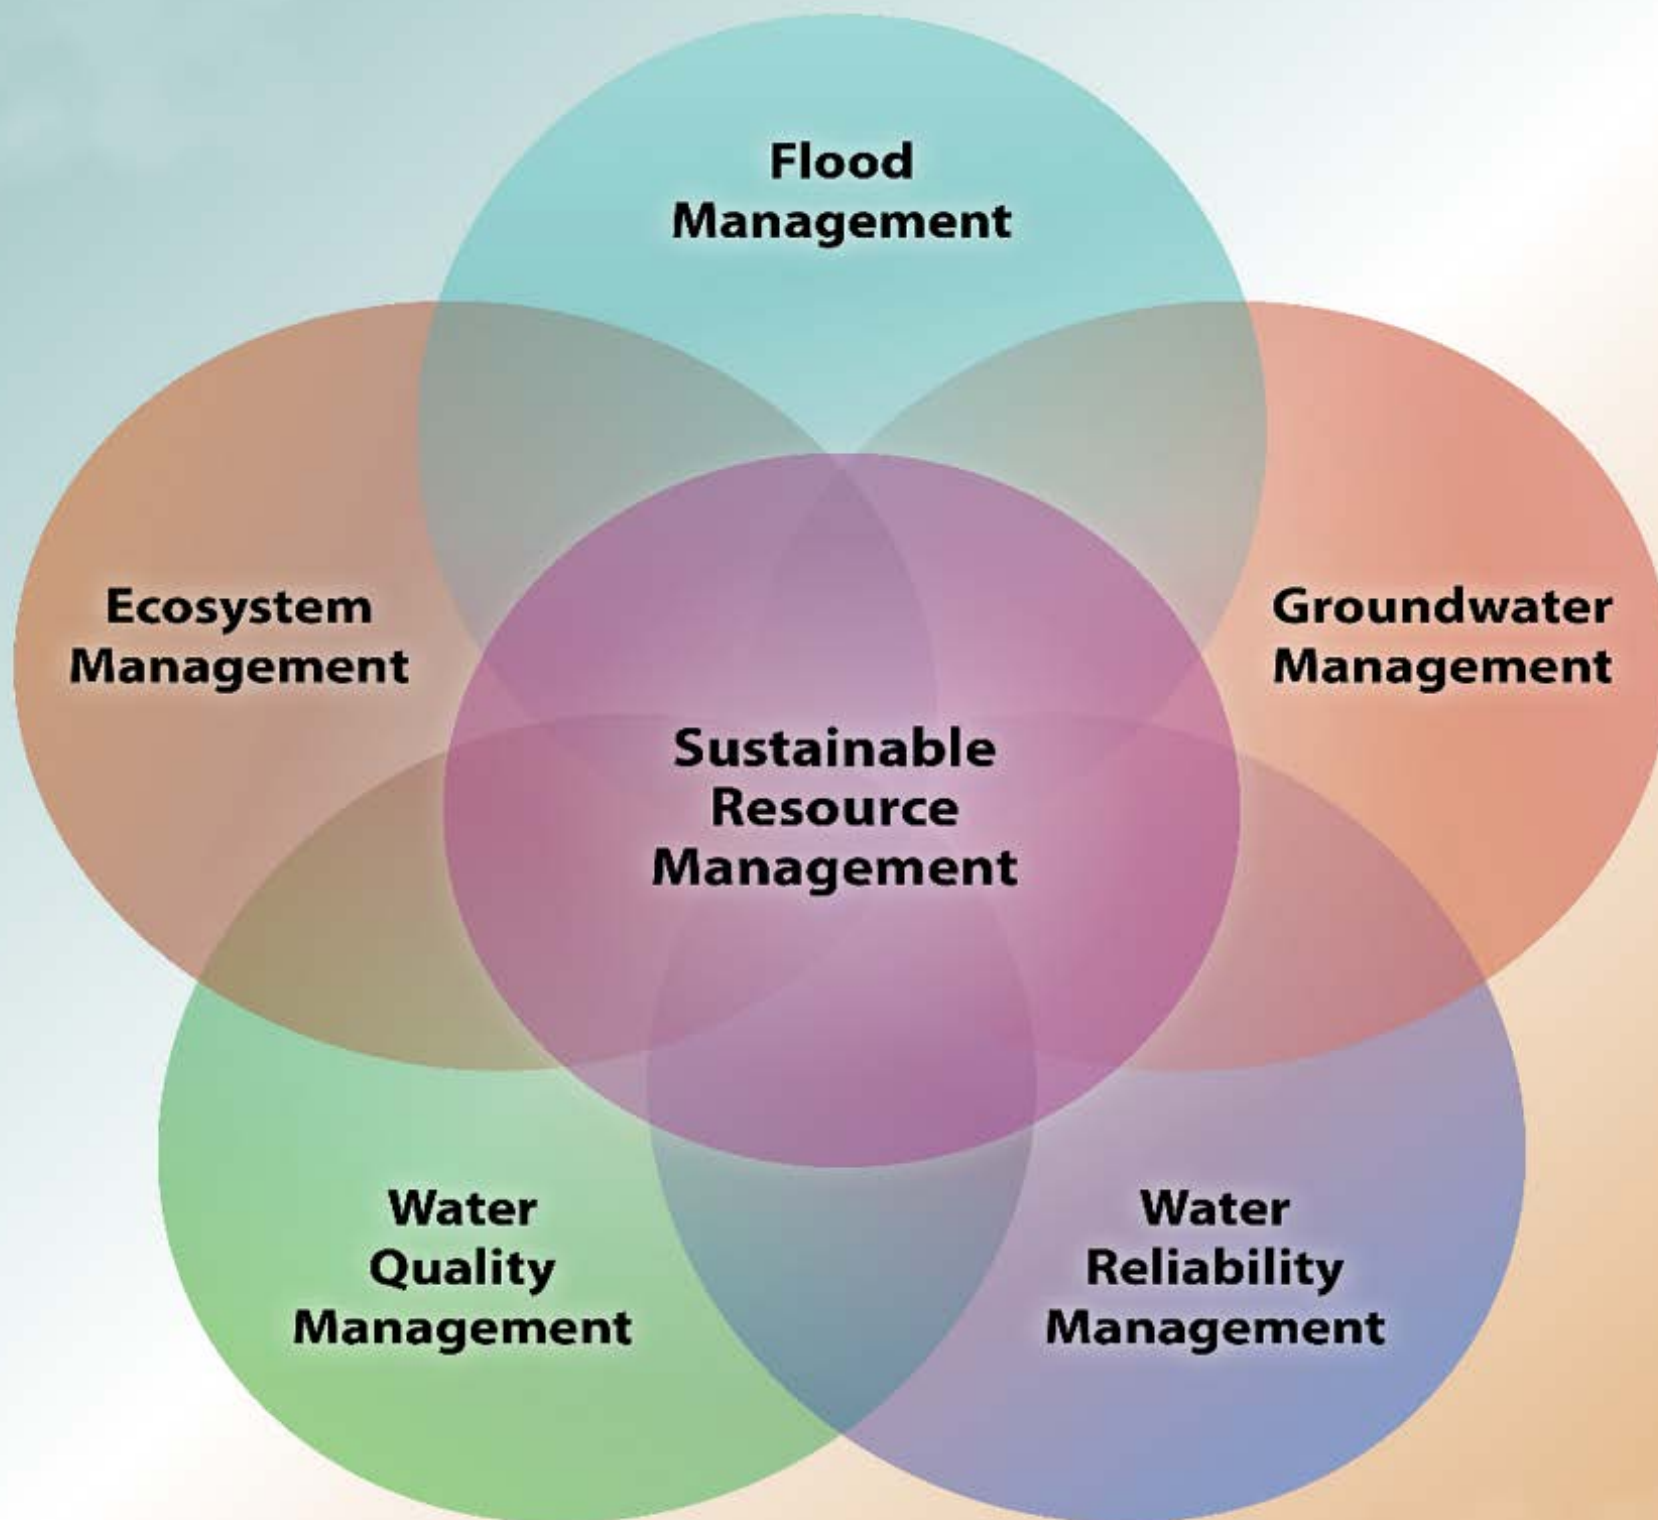 Flood
Management
Ecosystem
Management
Groundwater
Management
Sustainable
Resource
Management
Water
Quality
Management
Water
Reliability
Management